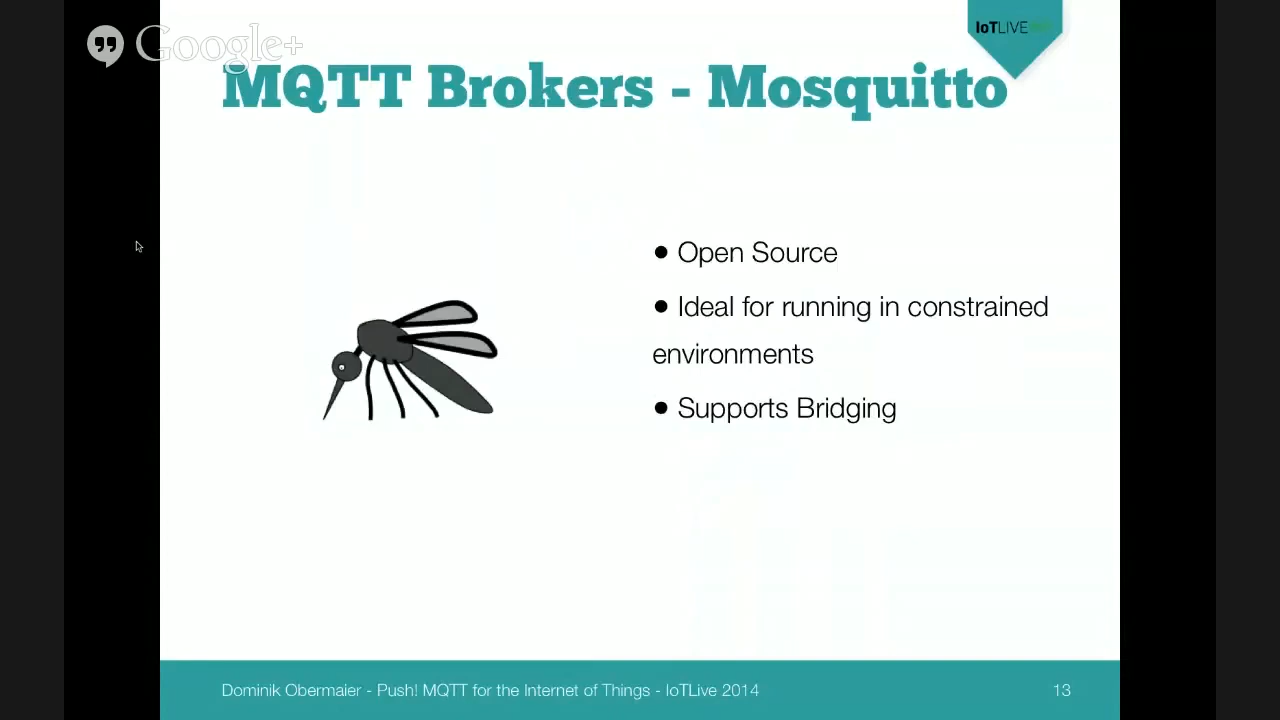 Google+
IoTLIVE
MQTT Brokers - Mosquitto
● Open Source
● Ideal for running in constrained
environments
● Supports Bridging
Dominik Obermaier - Push! MQTT for the Internet of Things - IoTLive 2014
13